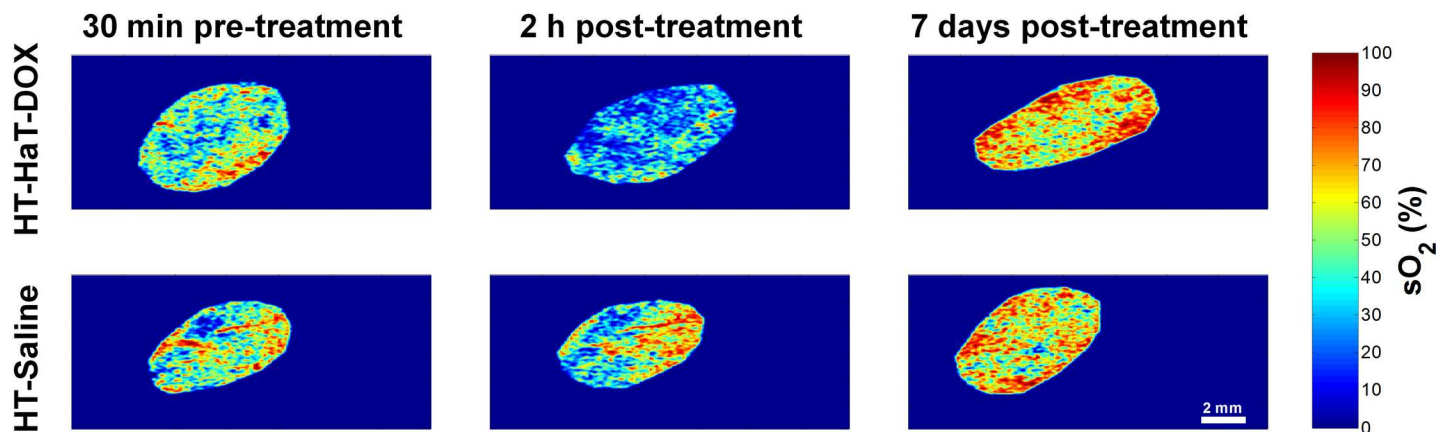 30 min pre-treatment
2 h post-treatment
7 days post-treatment
HT-HaT-DOX
HT-Saline
100
90
80
70
60
50
40
30
20
10
0
sO₂ (%)
2 mm